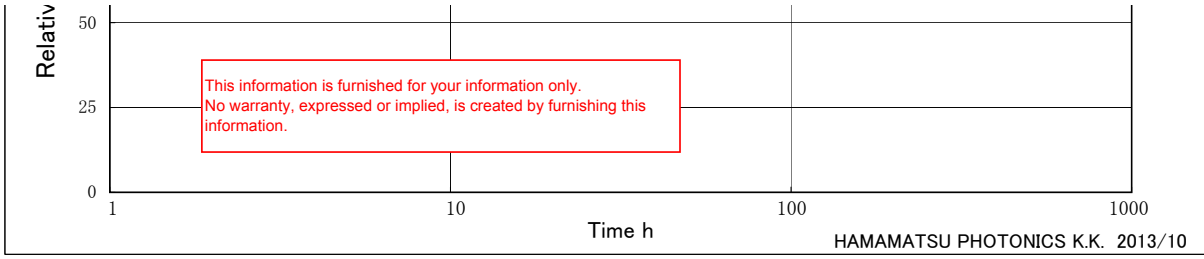 Relativ
50
This information is furnished for your information only.
No warranty, expressed or implied, is created by furnishing this
information.
25
0
1 10 100 1000
Time h
HAMAMATSU PHOTONICS K.K. 2013/10